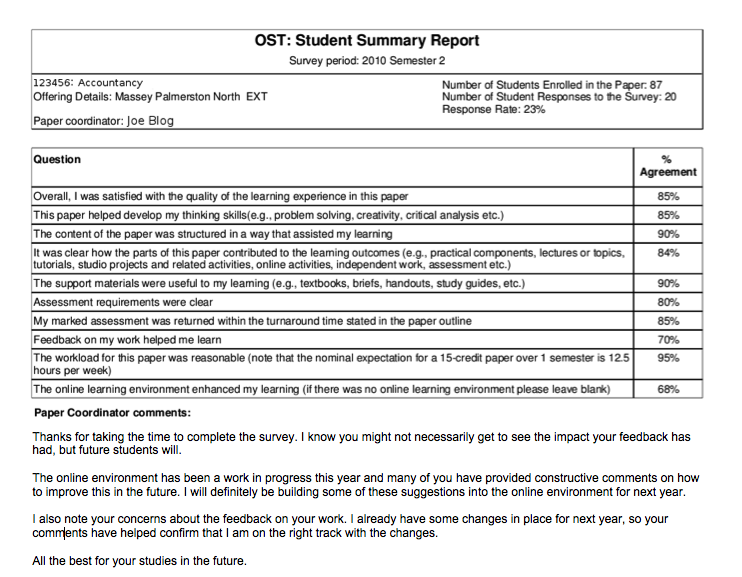 OST: Student Summary Report
Survey period: 2010 Semester 2
123456: Accountancy
Offering Details: Massey Palmerston North  EXT
Paper coordinator: Joe Blog
Number of Students Enrolled in the Paper: 87
Number of Student Responses to the Survey: 20
Response Rate: 23%
Question
%
Agreement
Overall, I was satisfied with the quality of the learning experience in this paper 85%
This paper helped develop my thinking skills(e.g., problem solving, creativity, critical analysis etc.) 85%
The content of the paper was structured in a way that assisted my learning 90%
It was clear how the parts of this paper contributed to the learning outcomes (e.g., practical components, lectures or topics, 84%
tutorials, studio projects and related activities, online activities, independent work, assessment etc.)
The support materials were useful to my learning (e.g., textbooks, briefs, handouts, study guides, etc.) 90%
Assessment requirements were clear 80%
My marked assessment was returned within the turnaround time stated in the paper outline 85%
Feedback on my work helped me learn 70%
The workload for this paper was reasonable (note that the nominal expectation for a 15-credit paper over 1 semester is 12.5 95%
hours per week)
The online learning environment enhanced my learning (if there was no online learning environment please leave blank) 68%
Paper Coordinator comments:
Thanks for taking the time to complete the survey. I know you might not necessarily get to see the impact your feedback has
had, but future students will.
The online environment has been a work in progress this year and many of you have provided constructive comments on how
to improve this in the future. I will definitely be building some of these suggestions into the online environment for next year.
I also note your concerns about the feedback on your work. I already have some changes in place for next year, so your
comments have helped confirm that I am on the right track with the changes.
All the best for your studies in the future.